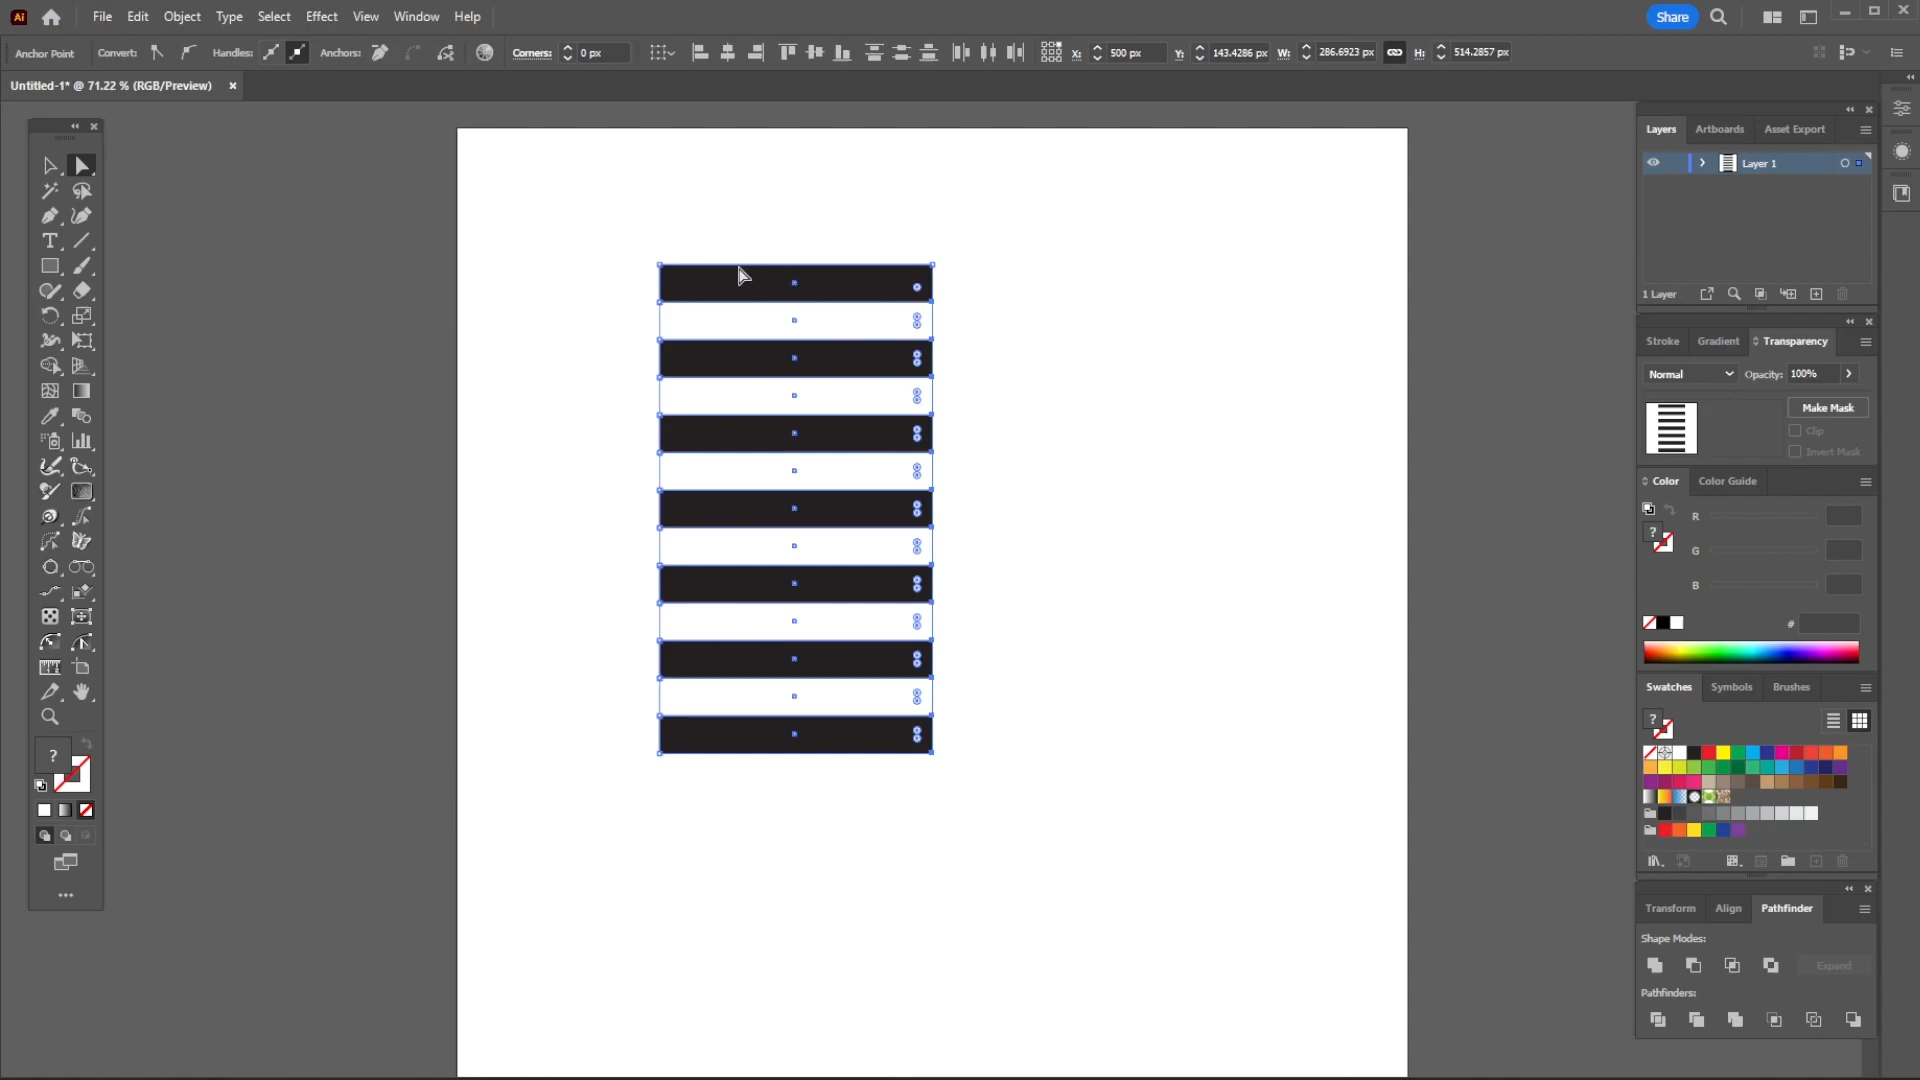 Ai File Edit Object Type Select Effect View Window Help Share
Anchor Point Convert: Handles: Anchors: Corners: 0 px X: 500 px Y: 143.4286 px W: 286.6923 px H: 514.2857 px
Untitled-1* @ 71.22 % (RGB/Preview) ×
Layers Artboards Asset Export
Layer 1
1 Layer
Stroke Gradient Transparency
Normal Opacity: 100%
Make Mask
Clip
Invert Mask
Color Color Guide
R
?
G
B
#
Swatches Symbols Brushes
?
?
Transform Align Pathfinder
Shape Modes:
Expand
Pathfinders: